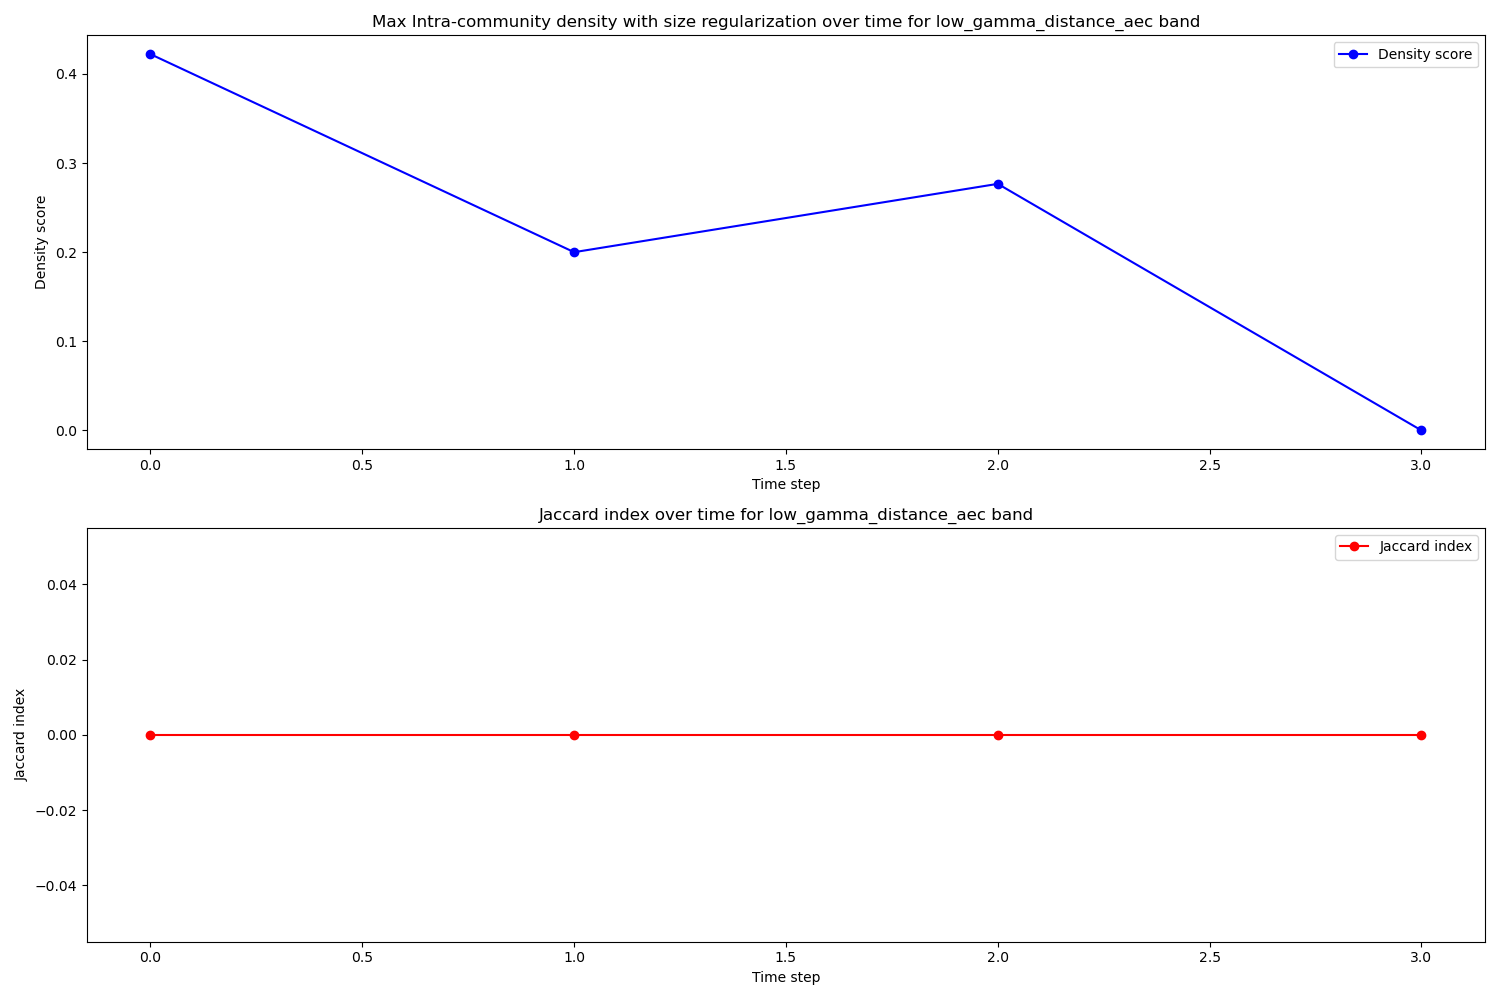 Max Intra-community density with size regularization over time for low_gamma_distance_aec band
Density score
0.4
0.3
0.2
0.1
0.0
Density score
0.0 0.5 1.0 1.5 2.0 2.5 3.0
Time step
Jaccard index over time for low_gamma_distance_aec band
Jaccard index
0.04
0.02
0.00
−0.02
−0.04
Jaccard index
0.0 0.5 1.0 1.5 2.0 2.5 3.0
Time step